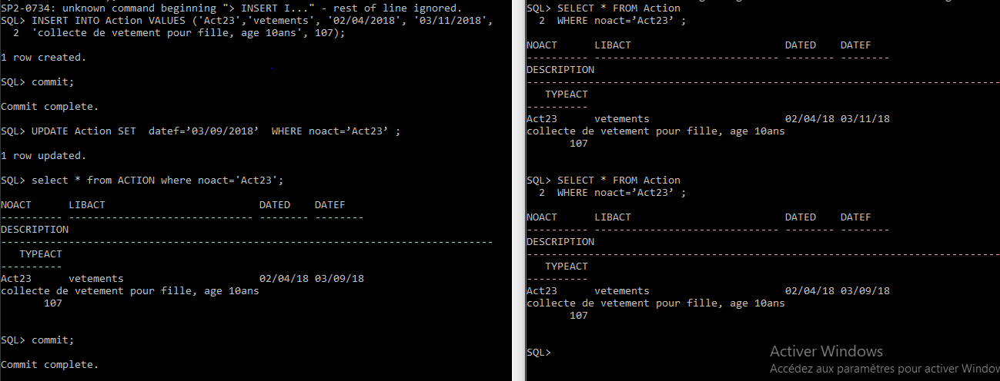 SP2-0734: unknown command beginning "> INSERT I..." - rest of line ignored.
SQL> INSERT INTO Action VALUES ('Act23','vetements', '02/04/2018', '03/11/2018',
  2  'collecte de vetement pour fille, age 10ans', 107);

1 row created.

SQL> commit;

Commit complete.

SQL> UPDATE Action SET  datef=’03/09/2018’  WHERE noact=’Act23’ ;

1 row updated.

SQL> select * from ACTION where noact='Act23';

NOACT      LIBACT                         DATED    DATEF
---------- ------------------------------ -------- --------
DESCRIPTION
--------------------------------------------------------------------------------
   TYPEACT
----------
Act23      vetements                      02/04/18 03/09/18
collecte de vetement pour fille, age 10ans
       107

SQL> commit;

Commit complete.

SQL> SELECT * FROM Action
  2  WHERE noact=’Act23’ ;

NOACT      LIBACT                         DATED    DATEF
---------- ------------------------------ -------- --------
DESCRIPTION
-----------------------------------------------------------------------------
   TYPEACT
----------
Act23      vetements                      02/04/18 03/11/18
collecte de vetement pour fille, age 10ans
       107

SQL> SELECT * FROM Action
  2  WHERE noact=’Act23’ ;

NOACT      LIBACT                         DATED    DATEF
---------- ------------------------------ -------- --------
DESCRIPTION
-----------------------------------------------------------------------------
   TYPEACT
----------
Act23      vetements                      02/04/18 03/09/18
collecte de vetement pour fille, age 10ans
       107

SQL>
Activer Windows
Accédez aux paramètres pour activer Window